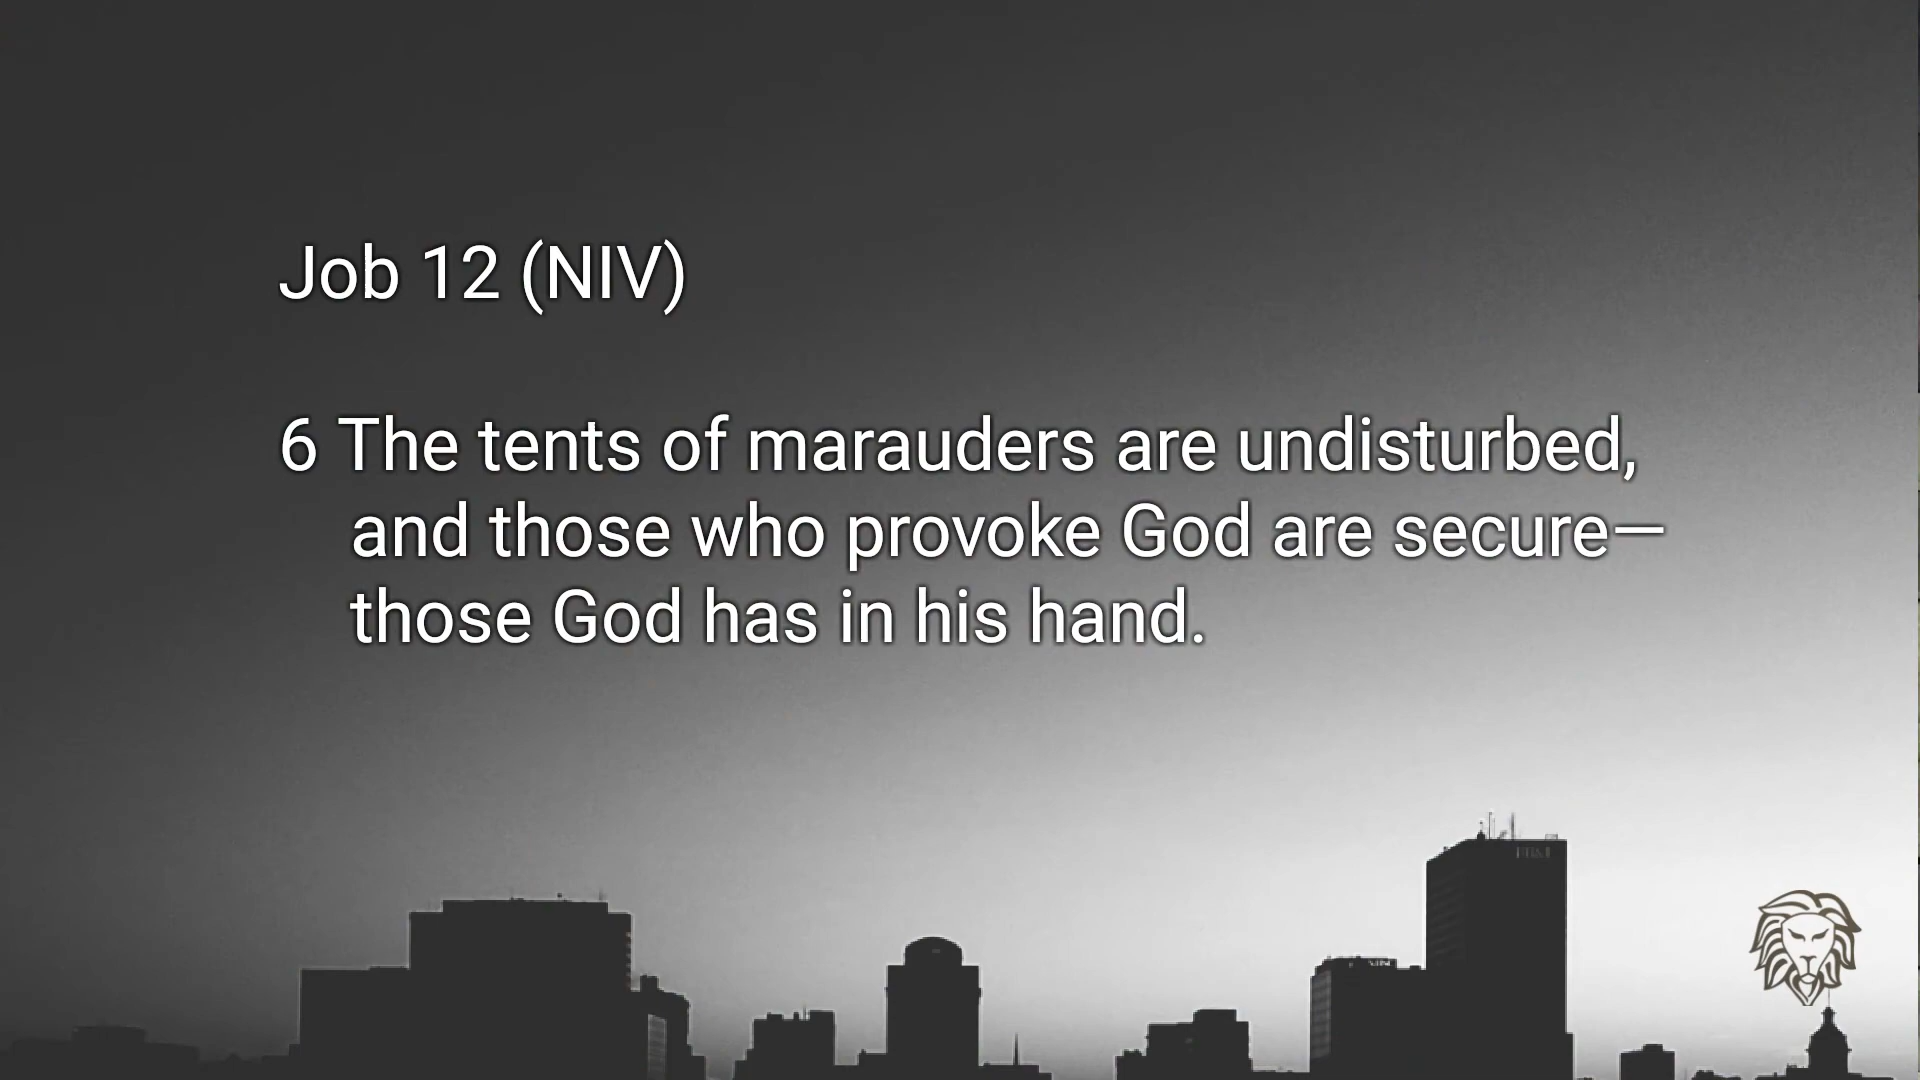 Job 12 (NIV)
6 The tents of marauders are undisturbed,
and those who provoke God are secure—
those God has in his hand.